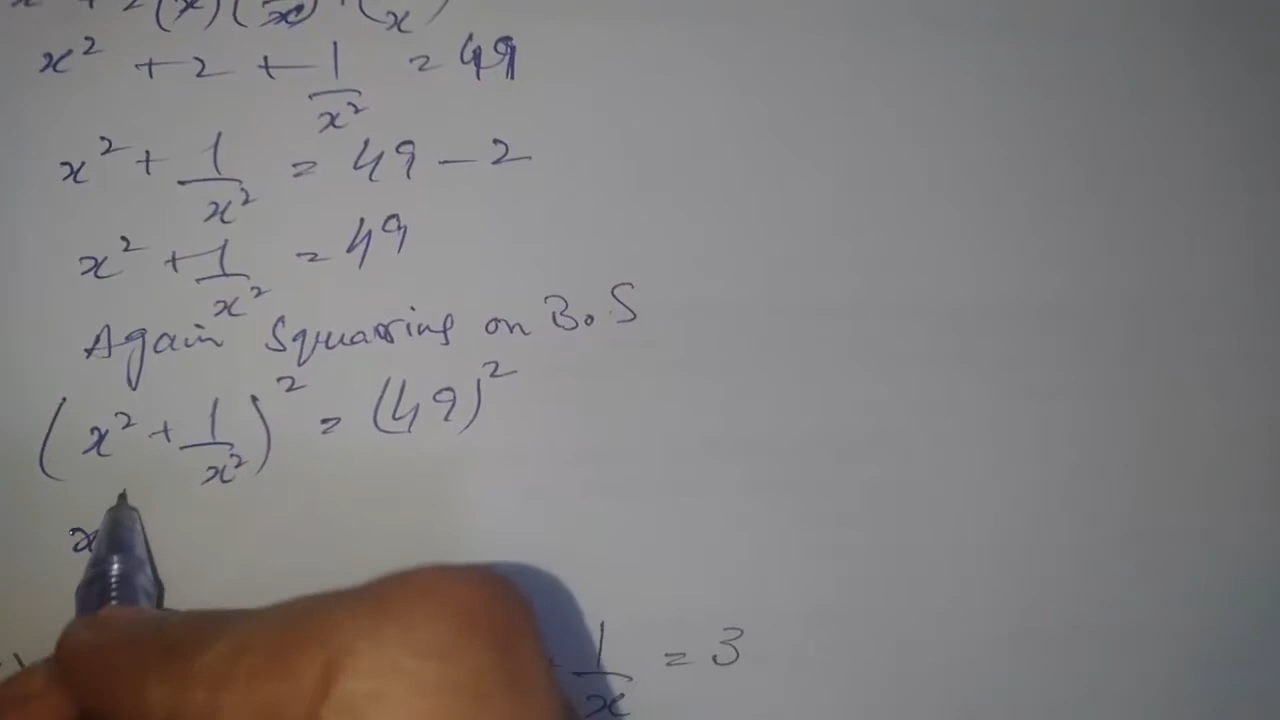 x² + 2 + 1/x² = 49
x² + 1/x² = 49 - 2
x² + 1/x² = 49
Again Squarring on B.S
(x² + 1/x²)² = (49)²
x
1/x = 3